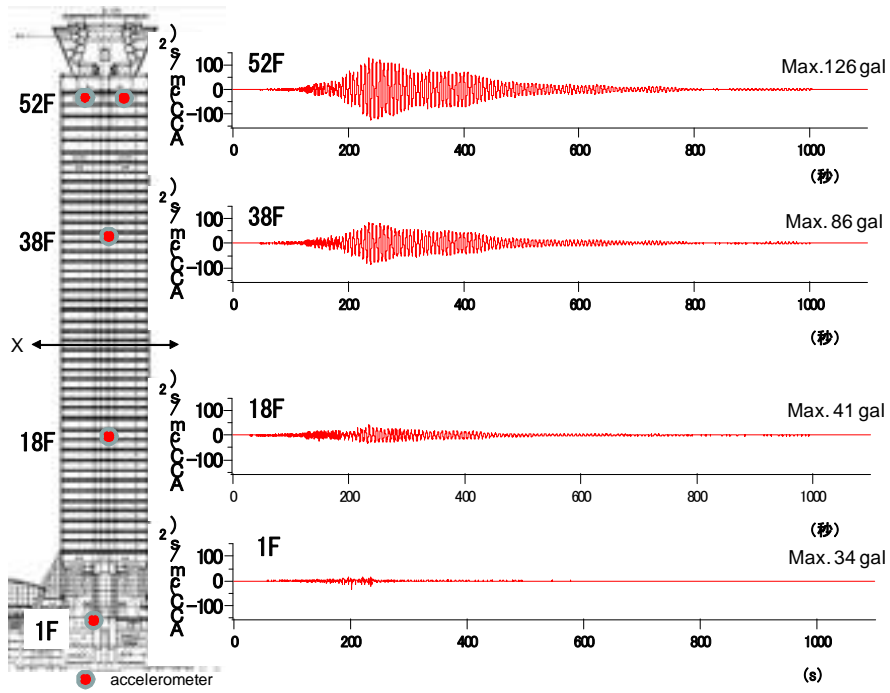 52F
ACC(cm/s²)
100
0
-100
52F
Max.126 gal
0 200 400 600 800 1000
(秒)
38F
ACC(cm/s²)
100
0
-100
38F
Max. 86 gal
0 200 400 600 800 1000
(秒)
X
18F
ACC(cm/s²)
100
0
-100
18F
Max. 41 gal
0 200 400 600 800 1000
(秒)
1F
ACC(cm/s²)
100
0
-100
1F
Max. 34 gal
0 200 400 600 800 1000
(s)
accelerometer